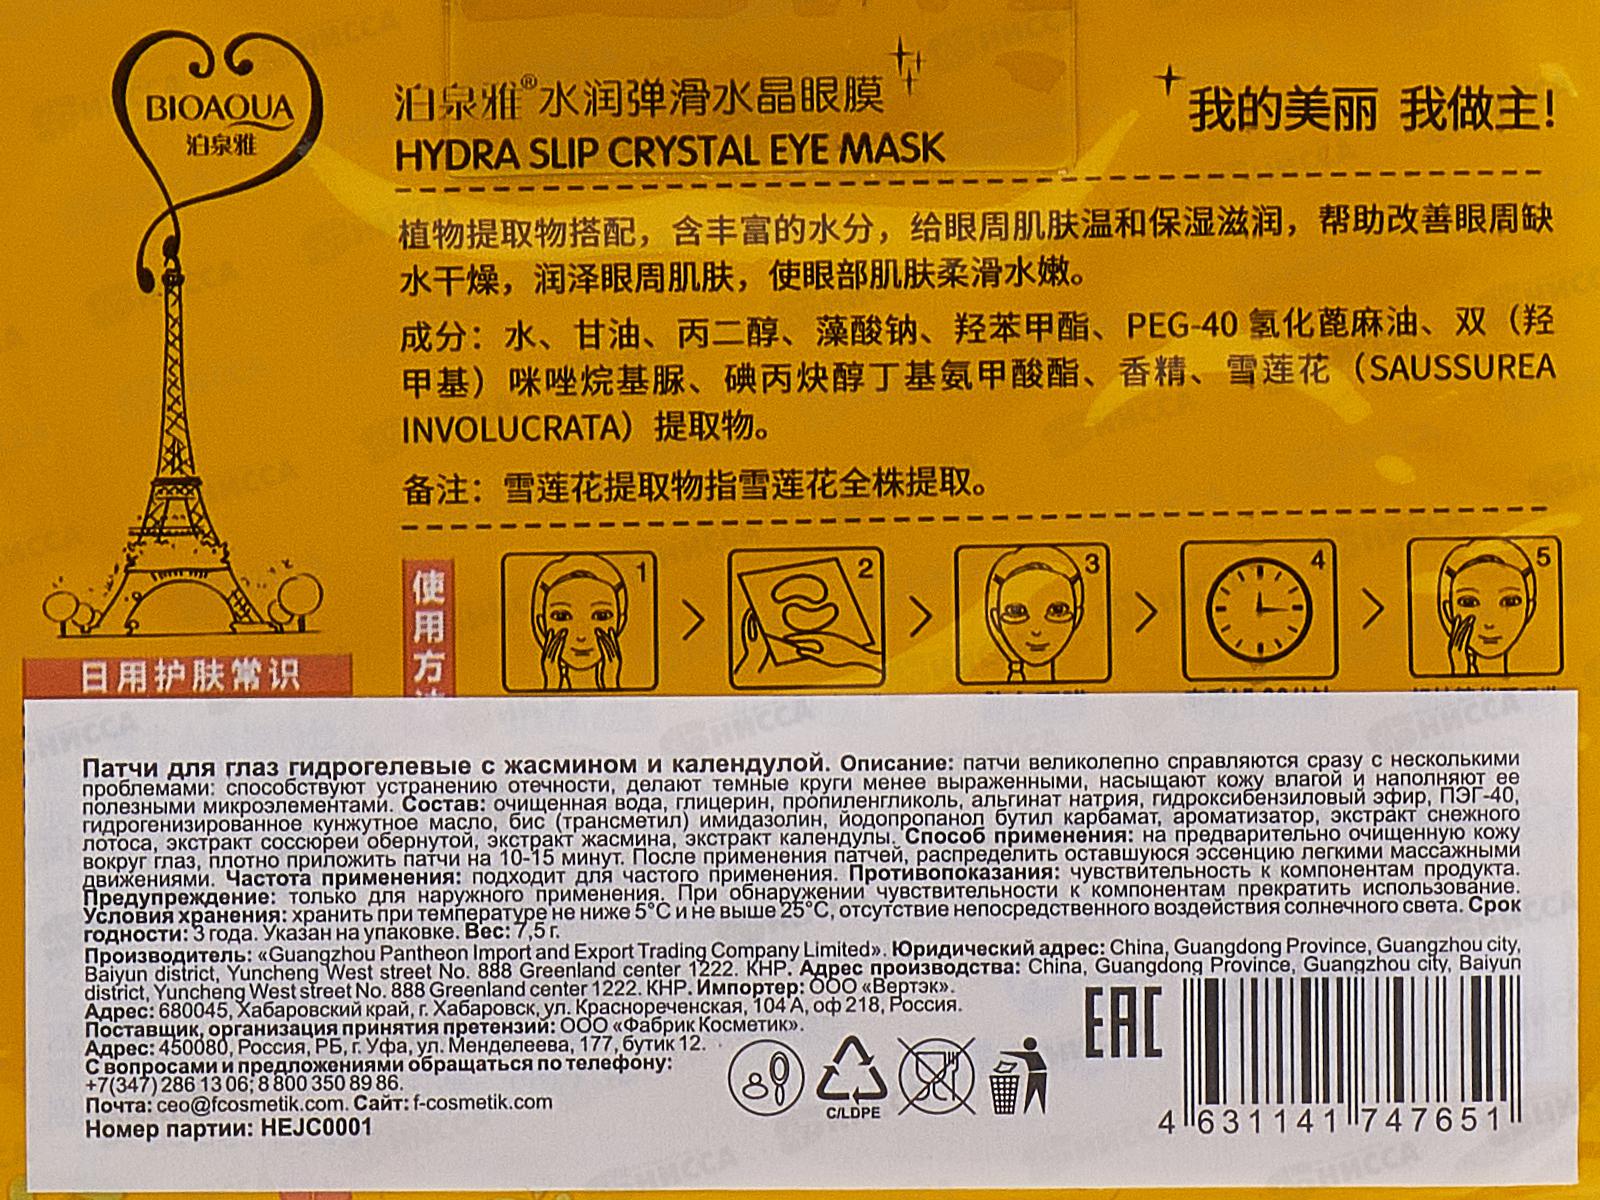 BIOAQUA
泊泉雅
泊泉雅®水润弹滑水晶眼膜
HYDRA SLIP CRYSTAL EYE MASK
我的美丽 我做主!
植物提取物搭配，含丰富的水分，给眼周肌肤温和保湿滋润，帮助改善眼周缺
水干燥，润泽眼周肌肤，使眼部肌肤柔滑水嫩。
成分：水、甘油、丙二醇、藻酸钠、羟苯甲酯、PEG-40 氢化蓖麻油、双（羟
甲基）咪唑烷基脲、碘丙炔醇丁基氨甲酸酯、香精、雪莲花（SAUSSUREA
INVOLUCRATA）提取物。
备注：雪莲花提取物指雪莲花全株提取。
使用方
1
2
3
4
5
日用护肤常识
Патчи для глаз гидрогелевые с жасмином и календулой. Описание: патчи великолепно справляются сразу с несколькими
проблемами: способствуют устранению отечности, делают темные круги менее выраженными, насыщают кожу влагой и наполняют ее
полезными микроэлементами. Состав: очищенная вода, глицерин, пропиленгликоль, альгинат натрия, гидроксибензиловый эфир, ПЭГ-40,
гидрогенизированное кунжутное масло, бис (трансметил) имидазолин, йодопропанол бутил карбамат, ароматизатор, экстракт снежного
лотоса, экстракт соссюреи обернутой, экстракт жасмина, экстракт календулы. Способ применения: на предварительно очищенную кожу
вокруг глаз, плотно приложить патчи на 10-15 минут. После применения патчей, распределить оставшуюся эссенцию легкими массажными
движениями. Частота применения: подходит для частого применения. Противопоказания: чувствительность к компонентам продукта.
Предупреждение: только для наружного применения. При обнаружении чувствительности к компонентам прекратить использование.
Условия хранения: хранить при температуре не ниже 5°С и не выше 25°С, отсутствие непосредственного воздействия солнечного света. Срок
годности: 3 года. Указан на упаковке. Вес: 7,5 г.
Производитель: «Guangzhou Pantheon Import and Export Trading Company Limited». Юридический адрес: China, Guangdong Province, Guangzhou city,
Baiyun district, Yuncheng West street No. 888 Greenland center 1222. КНР. Адрес производства: China, Guangdong Province, Guangzhou city, Baiyun
district, Yuncheng West street No. 888 Greenland center 1222. КНР. Импортер: ООО «Вертэк».
Адрес: 680045, Хабаровский край, г. Хабаровск, ул. Краснореченская, 104 А, оф 218, Россия.
Поставщик, организация принятия претензий: ООО «Фабрик Косметик».
Адрес: 450080, Россия, РБ, г. Уфа, ул. Менделеева, 177, бутик 12.
С вопросами и предложениями обращаться по телефону:
+7(347) 286 13 06; 8 800 350 89 86.
Почта: ceo@fcosmetik.com. Сайт: f-cosmetik.com
Номер партии: HEJC0001
C/LDPE
EAC
4 631141 747651